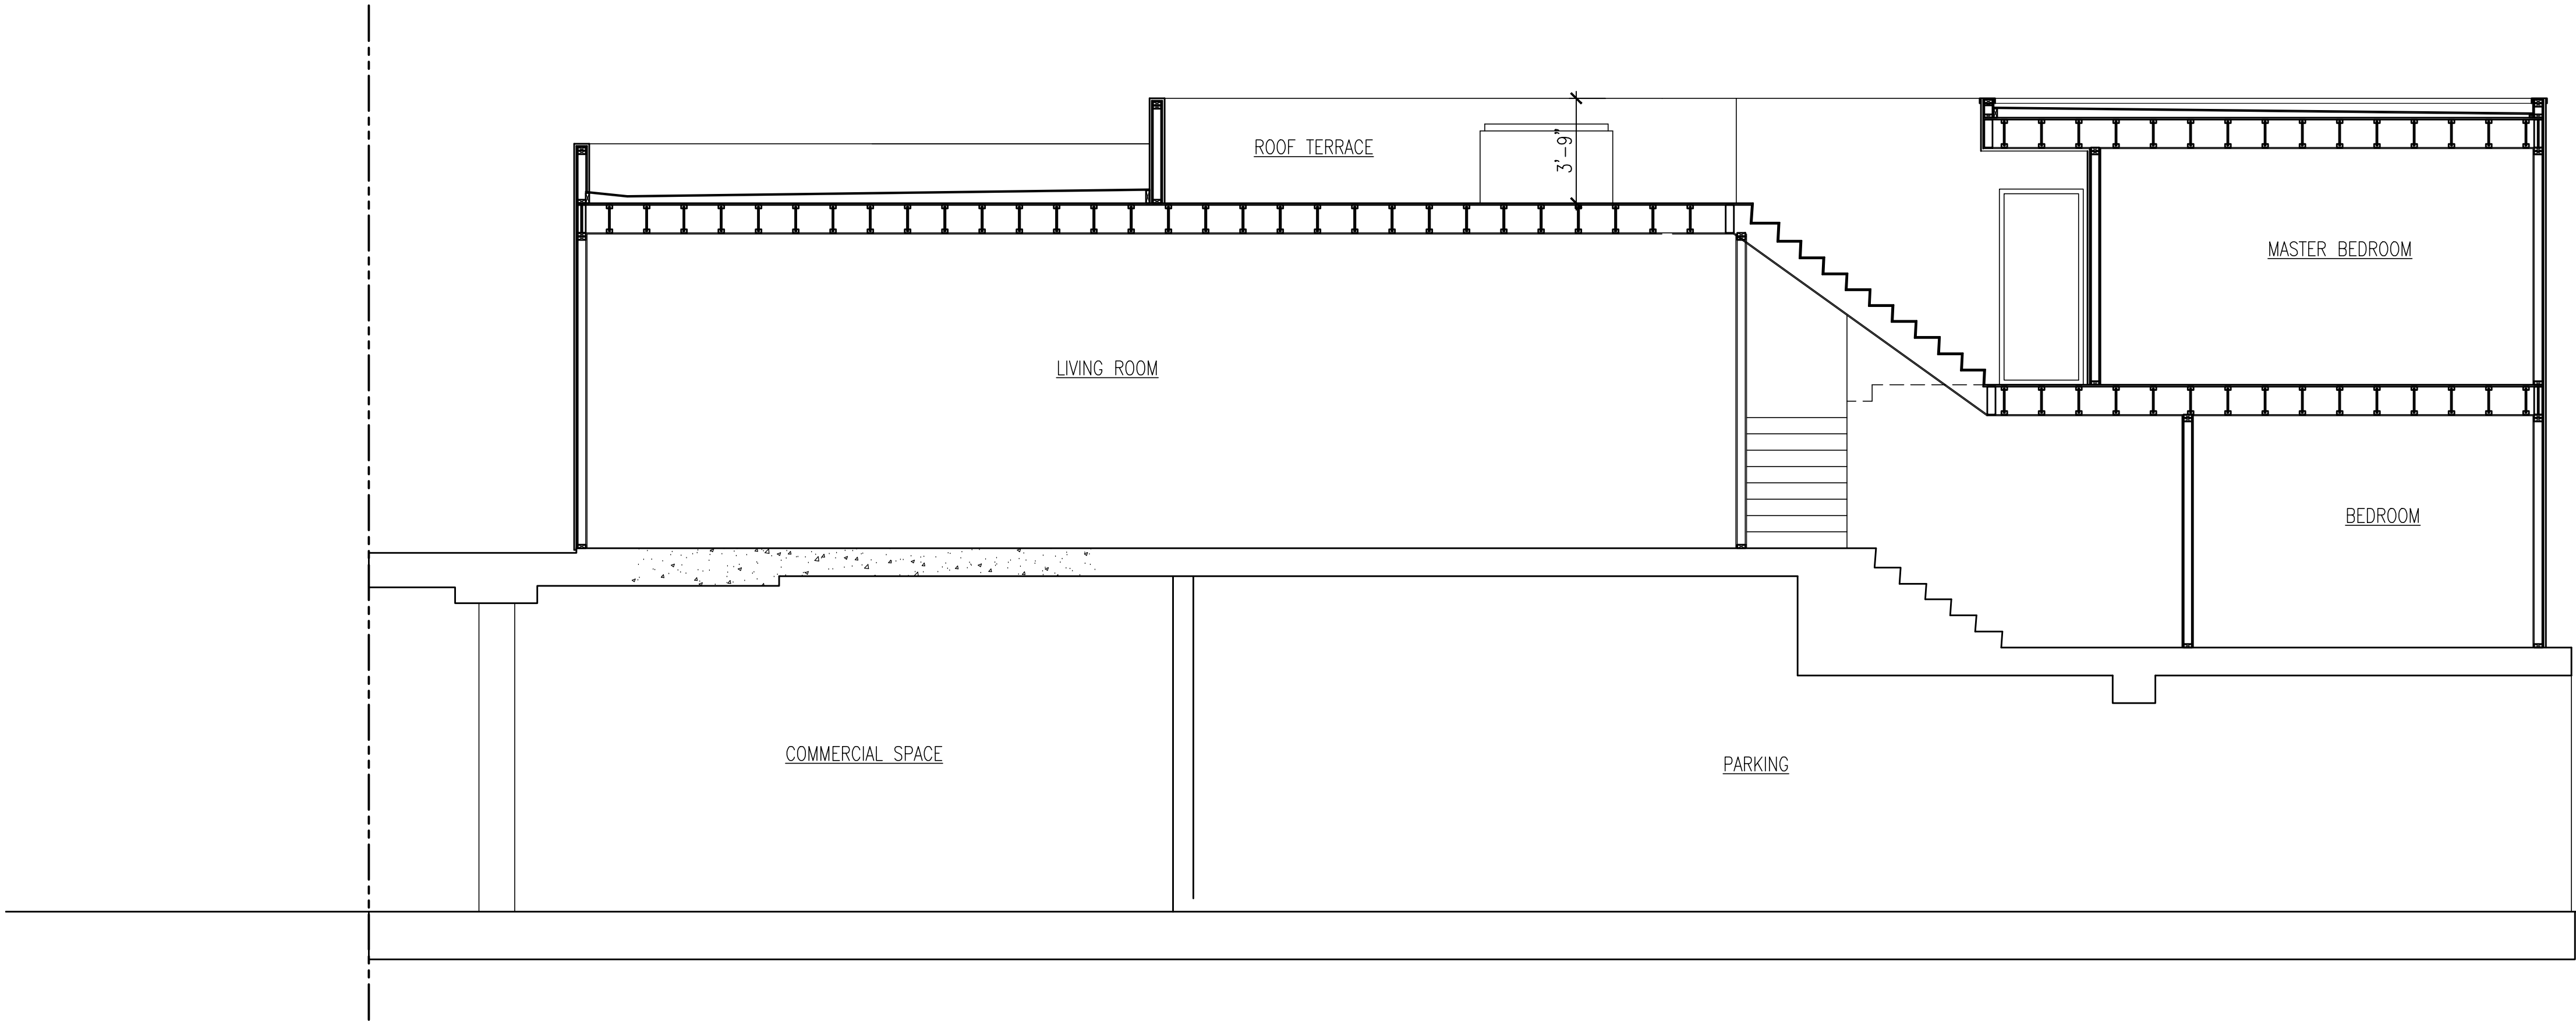 ROOF TERRACE
3'-9"
MASTER BEDROOM
LIVING ROOM
BEDROOM
COMMERCIAL SPACE
PARKING